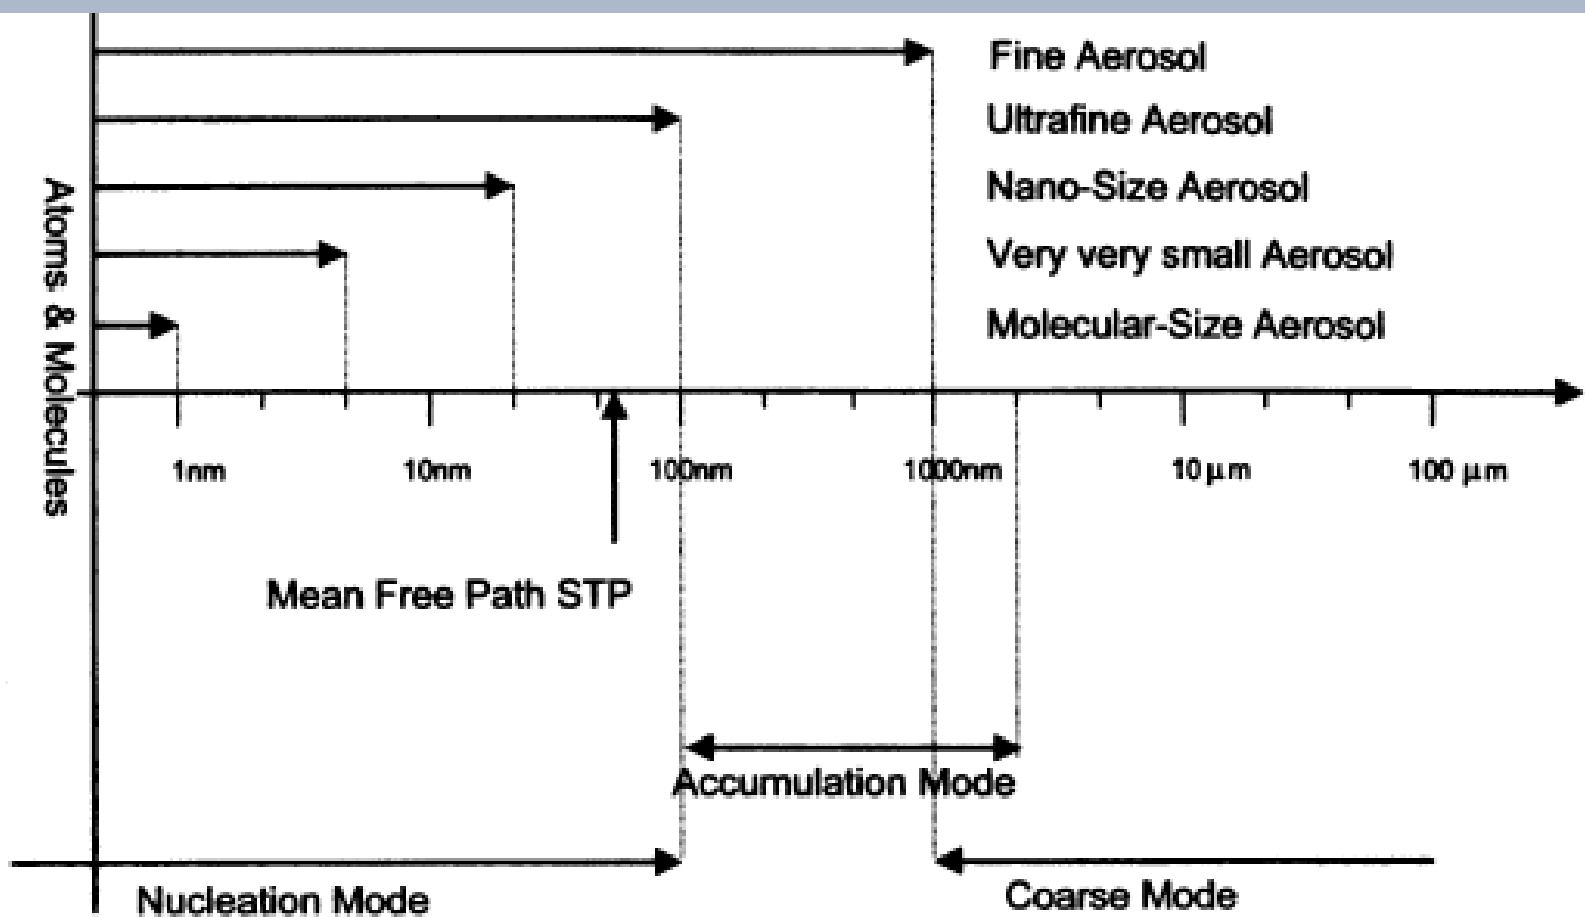 Fine Aerosol
Ultrafine Aerosol
Nano-Size Aerosol
Very very small Aerosol
Molecular-Size Aerosol
Atoms & Molecules
1nm
10nm
100nm
1000nm
10 μm
100 μm
Mean Free Path STP
Accumulation Mode
Nucleation Mode
Coarse Mode